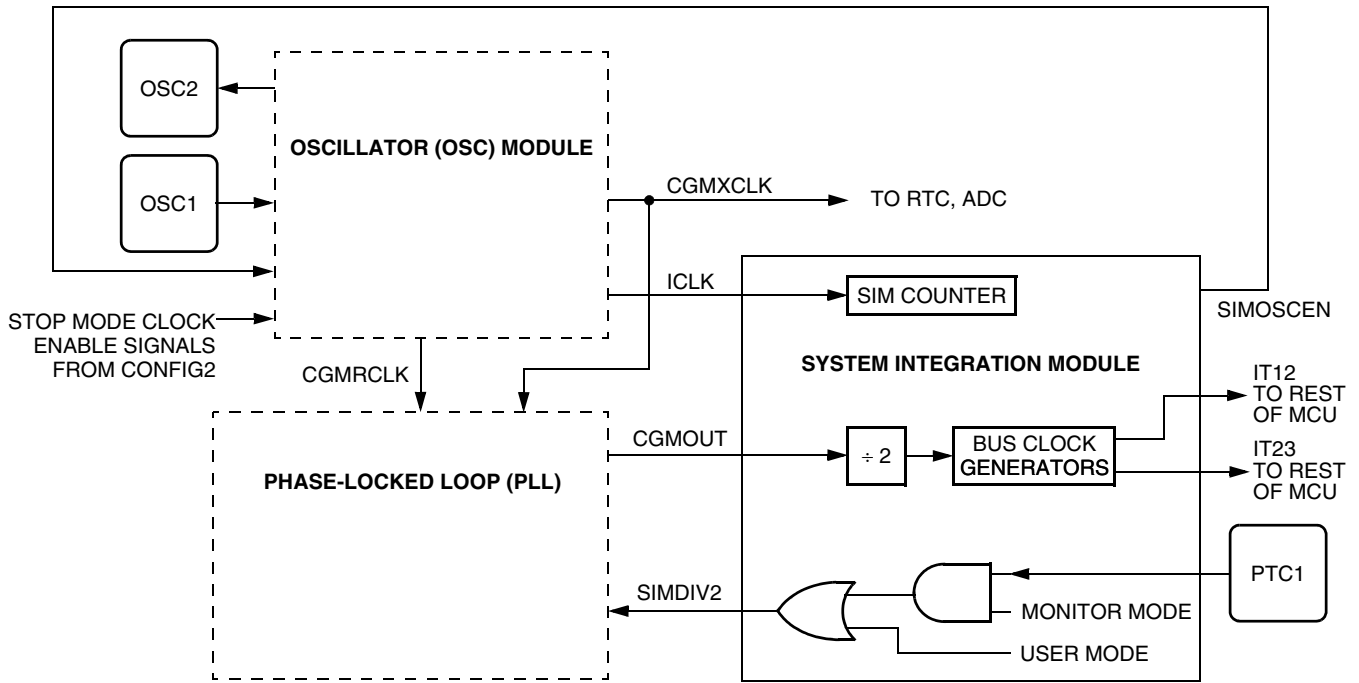 OSC2
OSCILLATOR (OSC) MODULE
OSC1
CGMXCLK
TO RTC, ADC
ICLK
SIM COUNTER
SIMOSCEN
STOP MODE CLOCK
ENABLE SIGNALS
FROM CONFIG2
CGMRCLK
SYSTEM INTEGRATION MODULE
IT12
TO REST
OF MCU
CGMOUT
÷ 2
BUS CLOCK
GENERATORS
IT23
TO REST
OF MCU
PHASE-LOCKED LOOP (PLL)
PTC1
SIMDIV2
MONITOR MODE
USER MODE